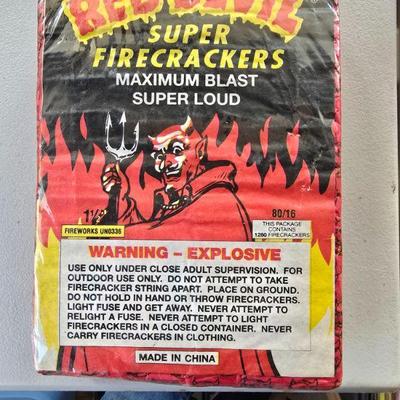 RED DEVIL
SUPER
FIRECRACKERS
MAXIMUM BLAST
SUPER LOUD
80/16
FIREWORKS UN0336
THIS PACKAGE
CONTAINS
1280 FIRECRACKERS
WARNING – EXPLOSIVE
USE ONLY UNDER CLOSE ADULT SUPERVISION. FOR
OUTDOOR USE ONLY. DO NOT ATTEMPT TO TAKE
FIRECRACKER STRING APART. PLACE ON GROUND.
DO NOT HOLD IN HAND OR THROW FIRECRACKERS.
LIGHT FUSE AND GET AWAY. NEVER ATTEMPT TO
RELIGHT A FUSE. NEVER ATTEMPT TO LIGHT
FIRECRACKERS IN A CLOSED CONTAINER. NEVER
CARRY FIRECRACKERS IN CLOTHING.
MADE IN CHINA